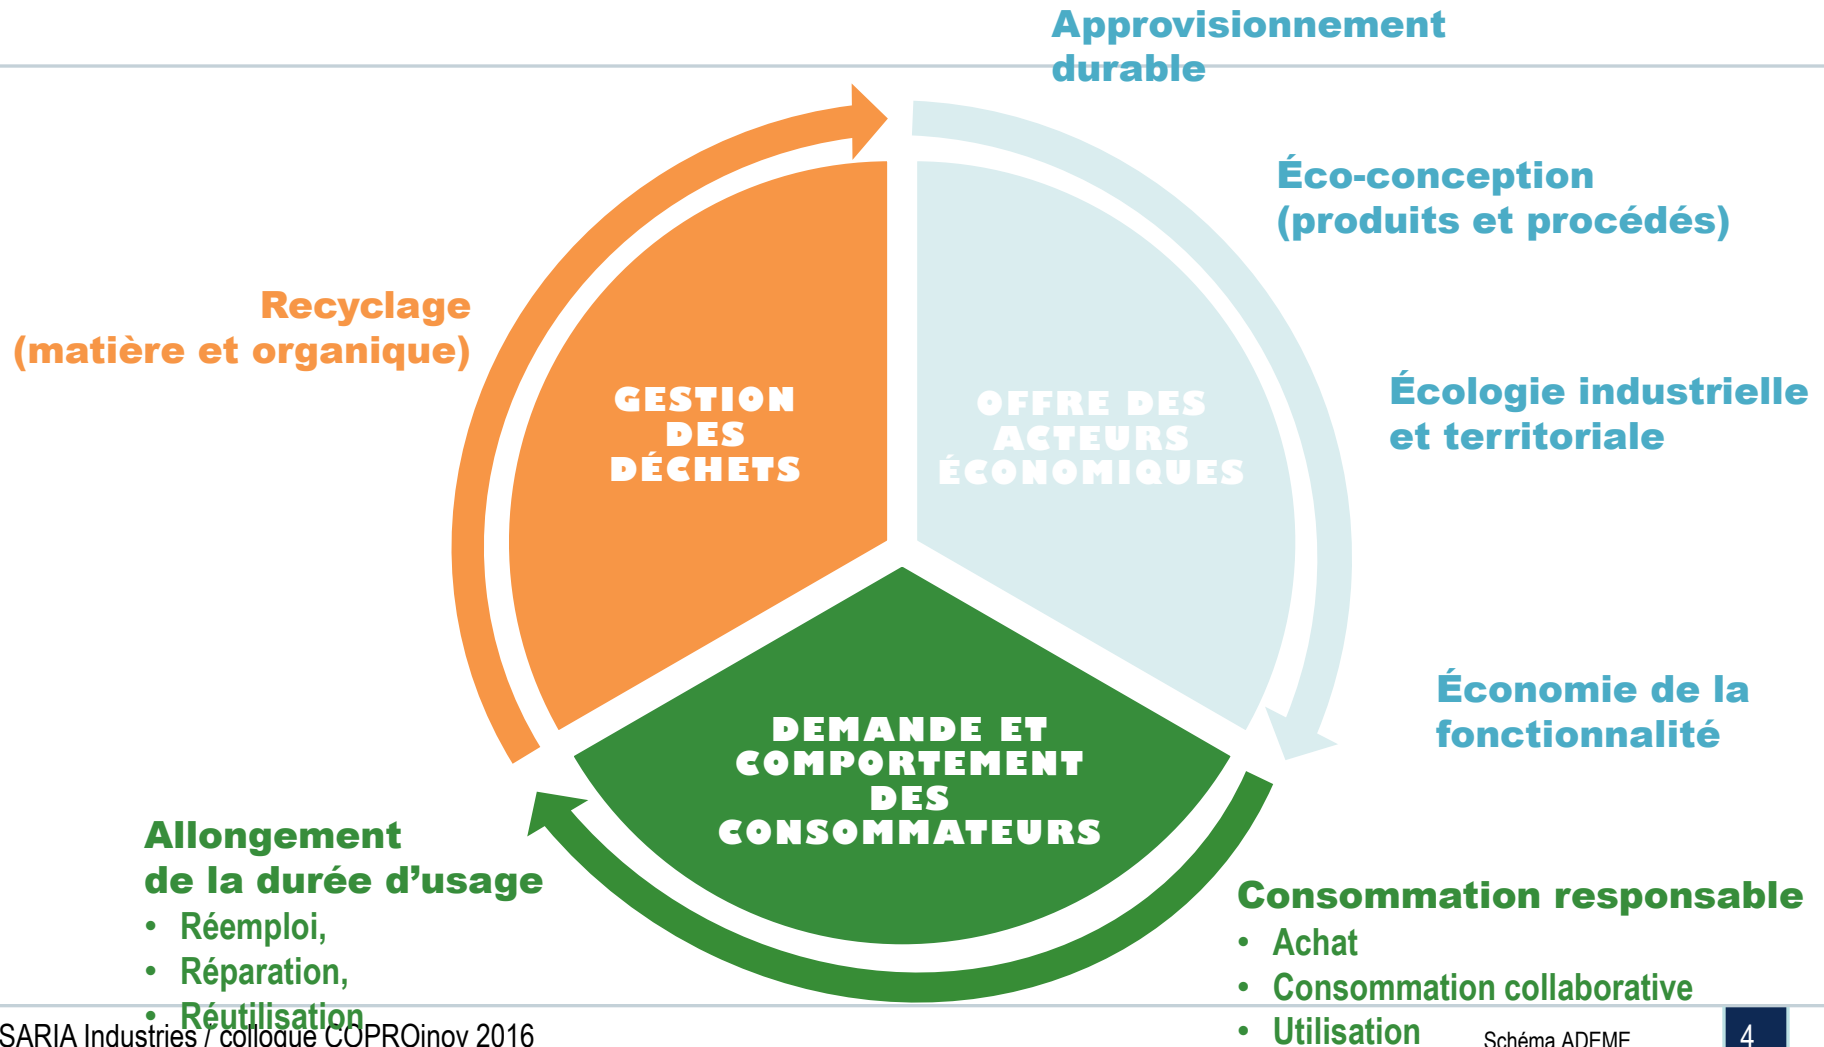 Approvisionnement
durable
Éco-conception
(produits et procédés)
Recyclage
(matière et organique)
Écologie industrielle
et territoriale
GESTION
DES
DÉCHETS
OFFRE DES
ACTEURS
ÉCONOMIQUES
Économie de la
fonctionnalité
DEMANDE ET
COMPORTEMENT
DES
CONSOMMATEURS
Allongement
de la durée d’usage
• Réemploi,
• Réparation,
• Réutilisation
Consommation responsable
• Achat
• Consommation collaborative
• Utilisation
SARIA Industries / colloque COPROinov 2016
Schéma ADEME
4